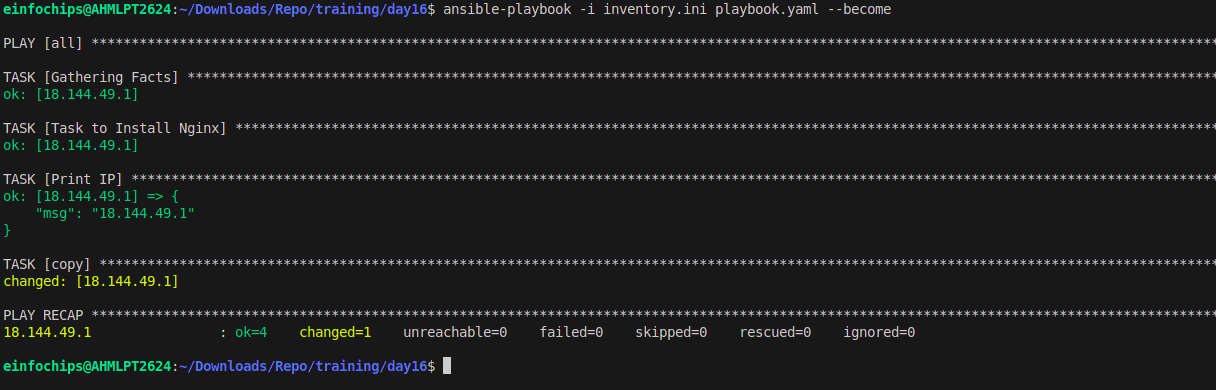 einfochips@AHMLPT2624:~/Downloads/Repo/training/day16$ ansible-playbook -i inventory.ini playbook.yaml --become
PLAY [all] ************************************************************************************************************************************************
TASK [Gathering Facts] ************************************************************************************************************************************
ok: [18.144.49.1]
TASK [Task to Install Nginx] ******************************************************************************************************************************
ok: [18.144.49.1]
TASK [Print IP] *******************************************************************************************************************************************
ok: [18.144.49.1] => {
    "msg": "18.144.49.1"
}
TASK [copy] ***********************************************************************************************************************************************
changed: [18.144.49.1]
PLAY RECAP ************************************************************************************************************************************************
18.144.49.1                : ok=4    changed=1    unreachable=0    failed=0    skipped=0    rescued=0    ignored=0
einfochips@AHMLPT2624:~/Downloads/Repo/training/day16$